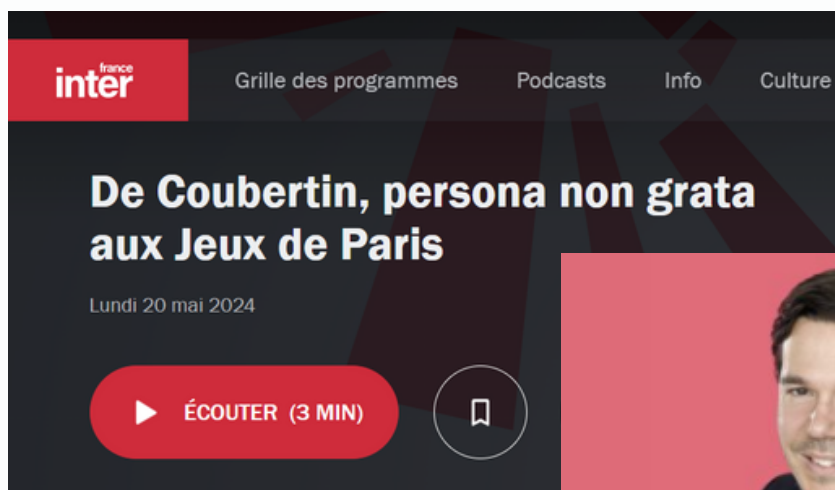 france
inter
Grille des programmes Podcasts Info Culture
De Coubertin, persona non grata
aux Jeux de Paris
Lundi 20 mai 2024
ÉCOUTER (3 MIN)